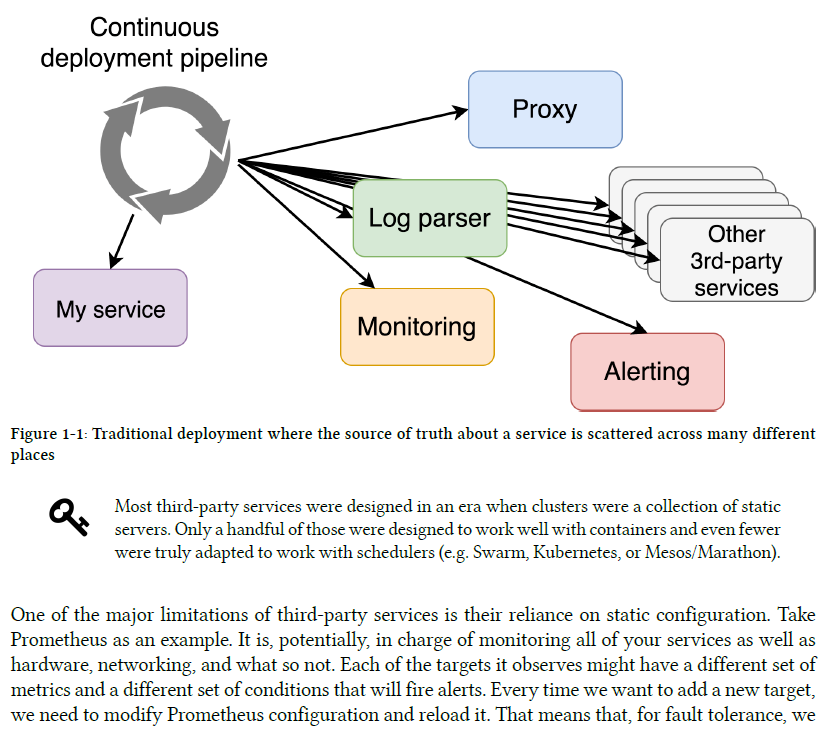 Continuous
deployment pipeline
Proxy
Log parser
Other
3rd-party
services
My service
Monitoring
Alerting
Figure 1-1: Traditional deployment where the source of truth about a service is scattered across many different
places
Most third-party services were designed in an era when clusters were a collection of static
servers. Only a handful of those were designed to work well with containers and even fewer
were truly adapted to work with schedulers (e.g. Swarm, Kubernetes, or Mesos/Marathon).
One of the major limitations of third-party services is their reliance on static configuration. Take
Prometheus as an example. It is, potentially, in charge of monitoring all of your services as well as
hardware, networking, and what so not. Each of the targets it observes might have a different set of
metrics and a different set of conditions that will fire alerts. Every time we want to add a new target,
we need to modify Prometheus configuration and reload it. That means that, for fault tolerance, we